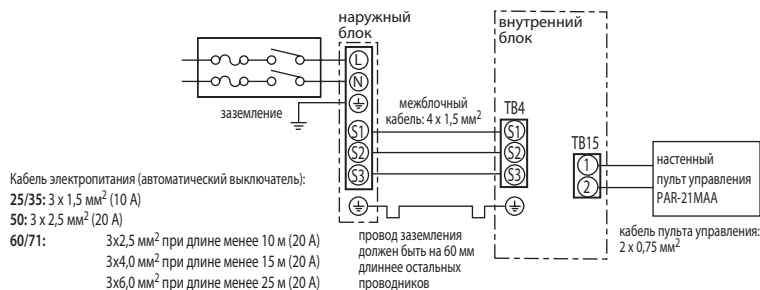 наружный
блок
внутренний
блок
L
N
заземление
межблочный
кабель: 4 x 1,5 мм²
TB4
S1
S2
S3
S1
S2
S3
TB15
1
2
настенный
пульт управления
PAR-21MAA
кабель пульта управления:
2 x 0,75 мм²
Кабель электропитания (автоматический выключатель):
25/35: 3 x 1,5 мм² (10 А)
50: 3 x 2,5 мм² (20 А)
60/71: 3x2,5 мм² при длине менее 10 м (20 А)
3x4,0 мм² при длине менее 15 м (20 А)
3x6,0 мм² при длине менее 25 м (20 А)
провод заземления
должен быть на 60 мм
длиннее остальных
проводников